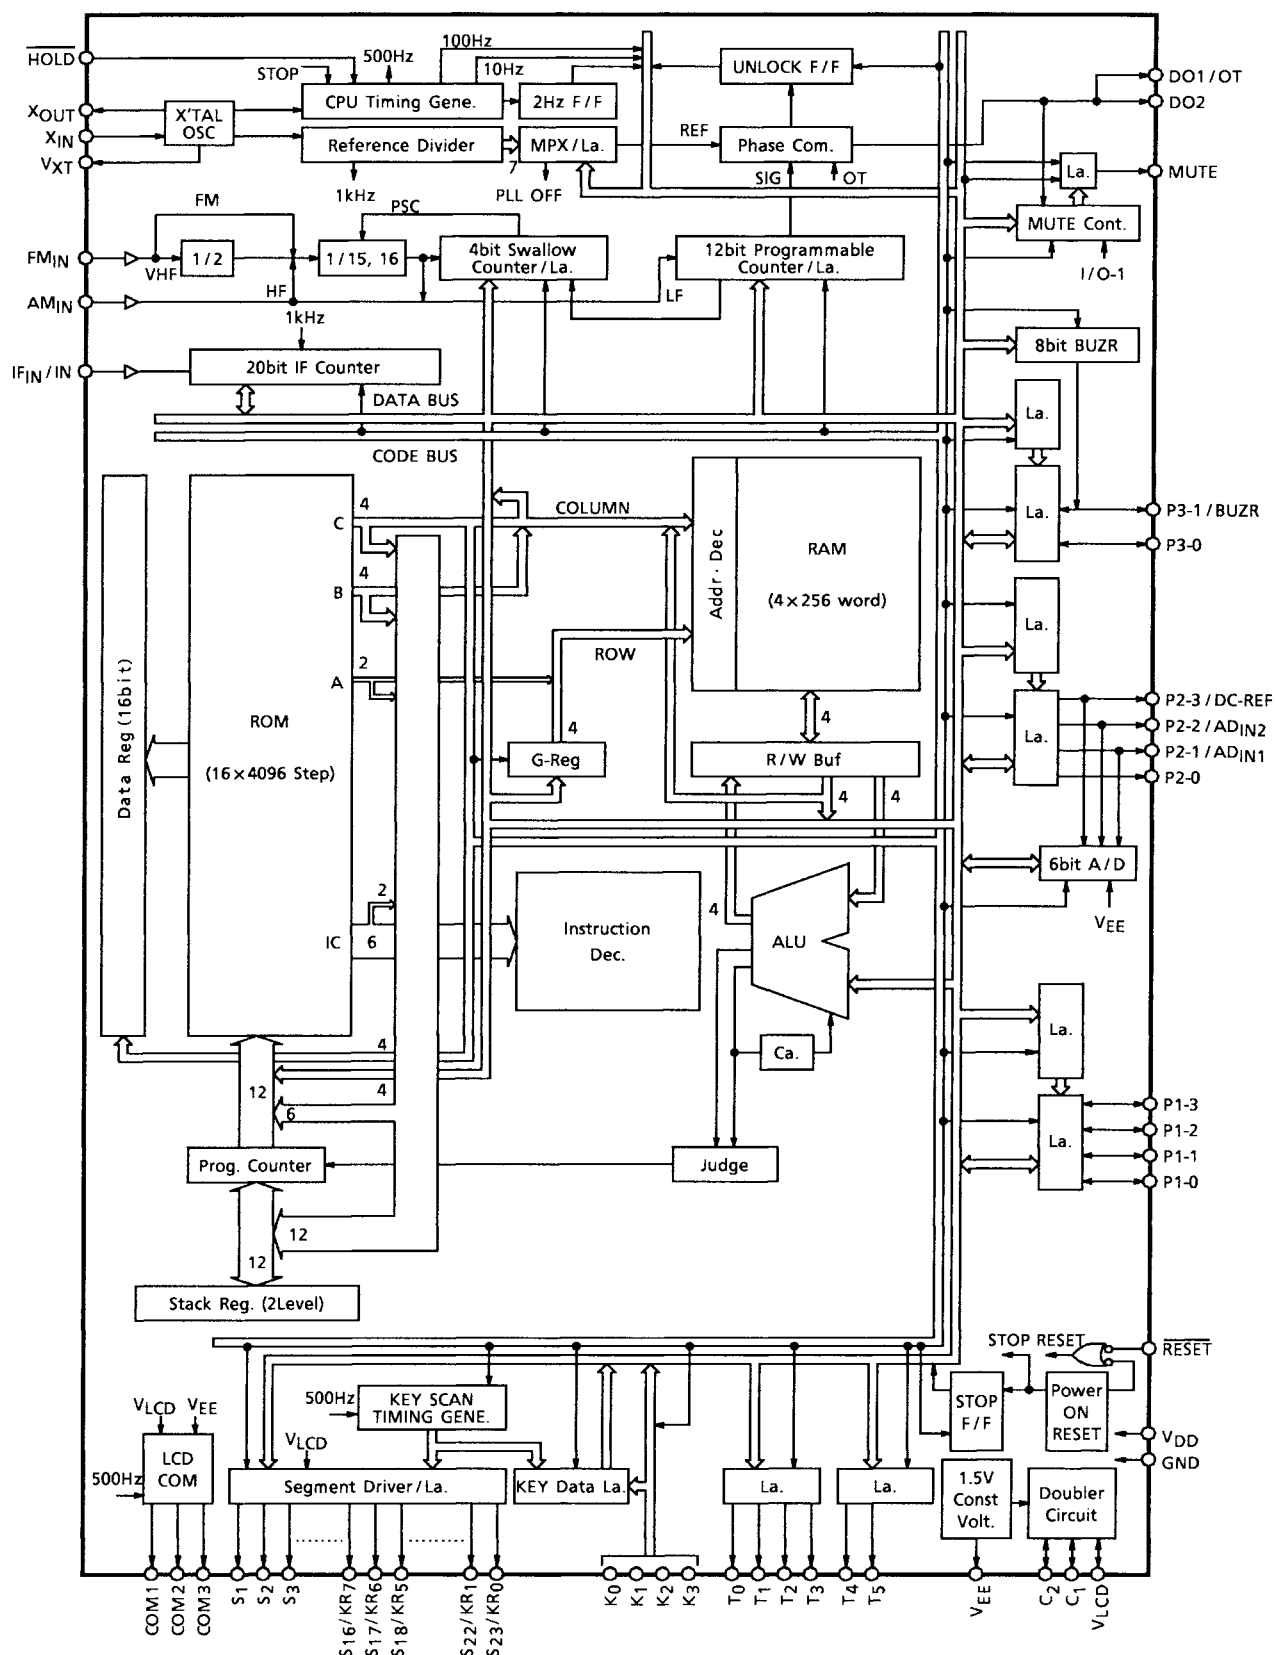 HOLD
XOUT
XIN
VXT
FMIN
AMIN
IFIN / IN
STOP
500Hz
100Hz
10Hz
CPU Timing Gene.
2Hz F / F
X'TAL
OSC
Reference Divider
7
MPX / La.
1kHz
PLL OFF
REF
UNLOCK F / F
Phase Com.
SIG
OT
DO1 / OT
DO2
La.
MUTE
MUTE Cont.
I / O-1
FM
VHF
1 / 2
HF
PSC
1 / 15, 16
4bit Swallow
Counter / La.
LF
12bit Programmable
Counter / La.
1kHz
20bit IF Counter
DATA BUS
CODE BUS
8bit BUZR
La.
La.
P3-1 / BUZR
P3-0
La.
La.
P2-3 / DC-REF
P2-2 / ADIN2
P2-1 / ADIN1
P2-0
6bit A / D
VEE
La.
La.
P1-3
P1-2
P1-1
P1-0
Data Reg (16bit)
ROM
(16×4096 Step)
4
C
4
B
2
A
2
IC
6
COLUMN
ROW
4
G-Reg
Addr · Dec
RAM
(4×256 word)
4
R / W Buf
4
4
Instruction
Dec.
4
ALU
Ca.
Judge
4
4
12
6
Prog. Counter
12
12
Stack Reg. (2Level)
STOP RESET
RESET
STOP
F / F
Power
ON
RESET
VDD
GND
500Hz
KEY SCAN
TIMING GENE.
VLCD
VEE
500Hz
LCD
COM
VLCD
Segment Driver / La.
KEY Data La.
La.
La.
1.5V
Const
Volt.
Doubler
Circuit
COM1
COM2
COM3
S1
S2
S3
S16 / KR7
S17 / KR6
S18 / KR5
S22 / KR1
S23 / KR0
K0
K1
K2
K3
T0
T1
T2
T3
T4
T5
VEE
C2
C1
VLCD